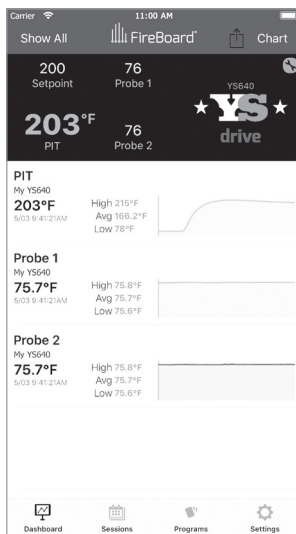 Carrier 11:00 AM
Show All FireBoard® Chart
200 76
Setpoint Probe 1
YS640
203°F
YS
PIT
76
Probe 2
drive
PIT
My YS640
203°F
5/03 9:41:21AM
High 215°F
Avg 166.2°F
Low 78°F
Probe 1
My YS640
75.7°F
5/03 9:41:21AM
High 75.8°F
Avg 75.7°F
Low 75.6°F
Probe 2
My YS640
75.7°F
5/03 9:41:21AM
High 75.8°F
Avg 75.7°F
Low 75.6°F
Dashboard Sessions Programs Settings